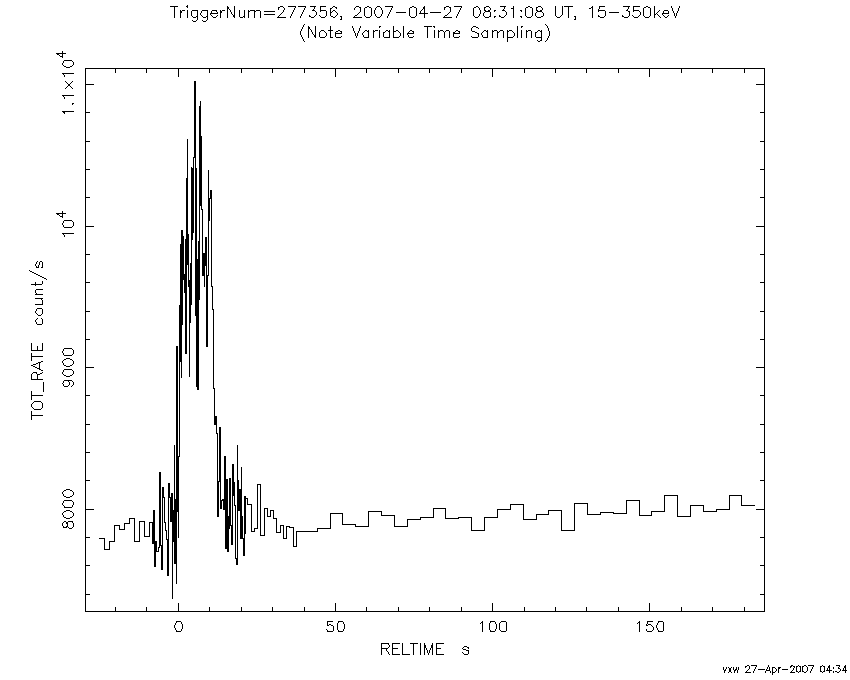 TriggerNum=277356, 2007-04-27 08:31:08 UT, 15-350keV
(Note Variable Time Sampling)
TOT_RATE count/s
1.1×10⁴
10⁴
9000
8000
0 50 100 150
RELTIME s
vxw 27-Apr-2007 04:34